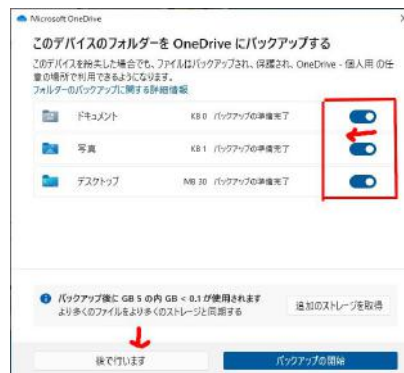 Microsoft OneDrive
このデバイスのフォルダーを OneDrive にバックアップする
このデバイスを紛失した場合でも、ファイルはバックアップされ、保護され、OneDrive - 個人用 の任
意の場所で利用できるようになります。
フォルダーのバックアップに関する詳細情報
ドキュメント KB 0 バックアップの準備完了
写真 KB 1 バックアップの準備完了
デスクトップ MB 30 バックアップの準備完了
バックアップ後に GB 5 の内 GB < 0.1 が使用されます
より多くのファイルをより多くのストレージと同期する
追加のストレージを取得
後で行います
バックアップの開始